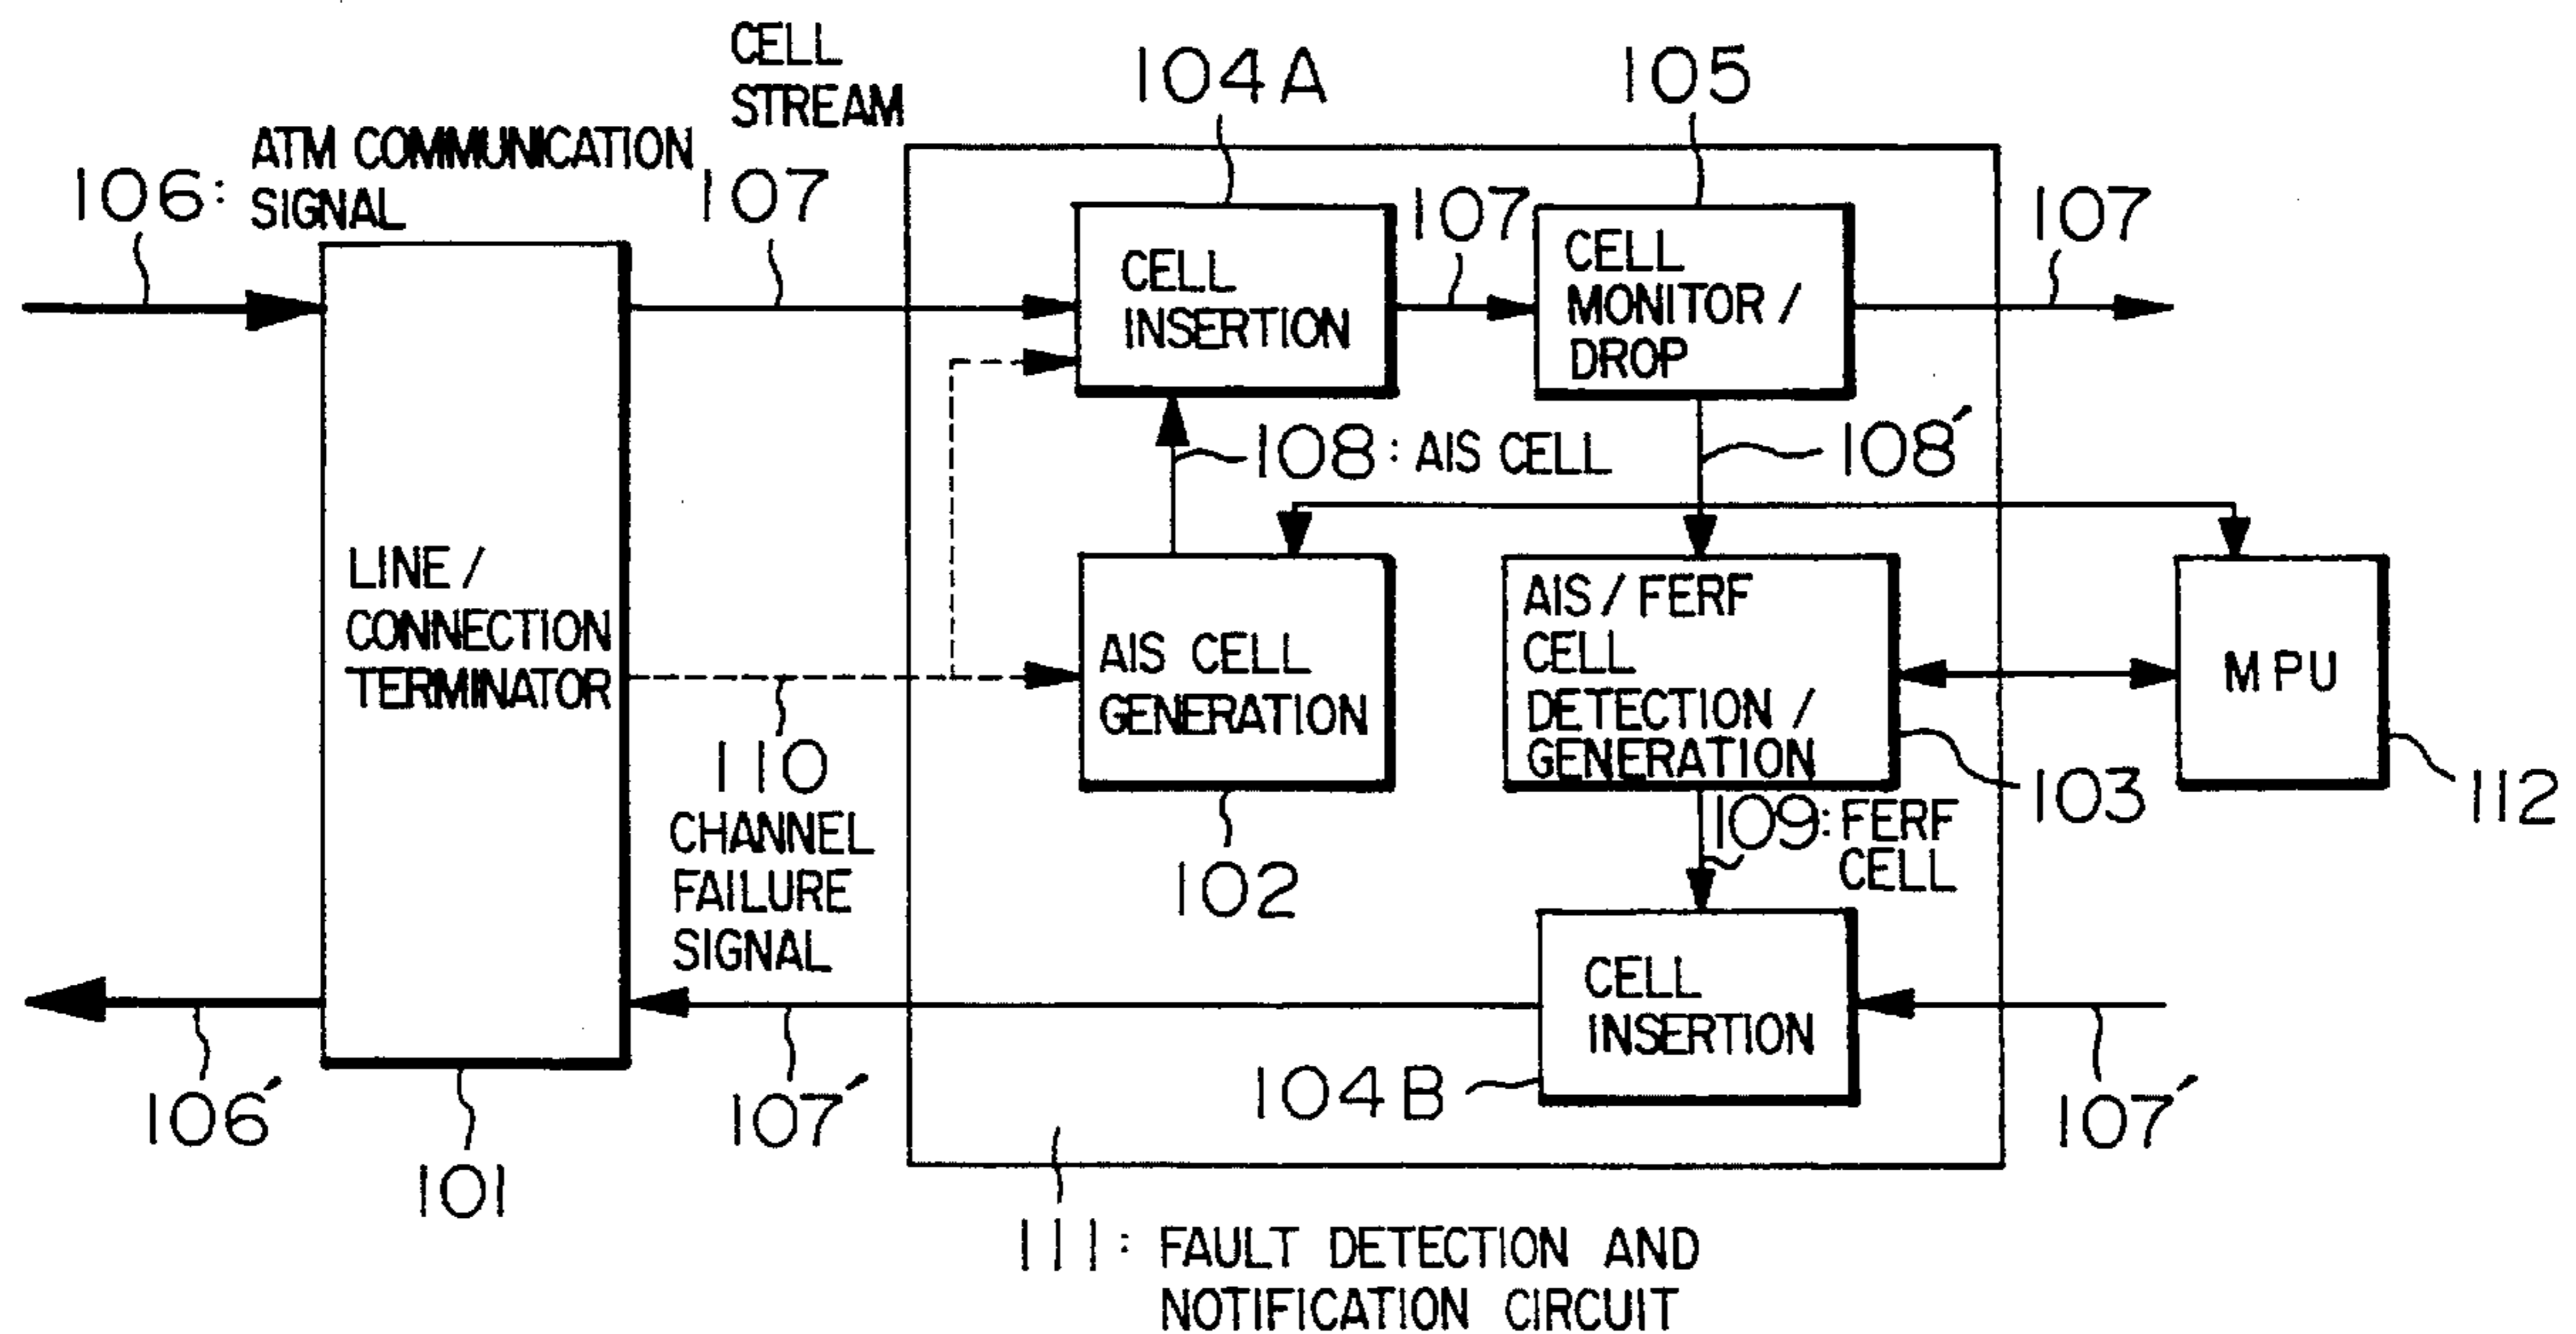 CELL
STREAM
104A
105
106: ATM COMMUNICATION
SIGNAL
107
107
107
CELL
INSERTION
CELL
MONITOR /
DROP
108: AIS CELL
108′
LINE /
CONNECTION
TERMINATOR
AIS CELL
GENERATION
AIS / FERF
CELL
DETECTION /
GENERATION
MPU
110
CHANNEL
FAILURE
SIGNAL
102
109: FERF
CELL
103
112
CELL
INSERTION
104B
106′
107′
107′
101
111: FAULT DETECTION AND
NOTIFICATION CIRCUIT